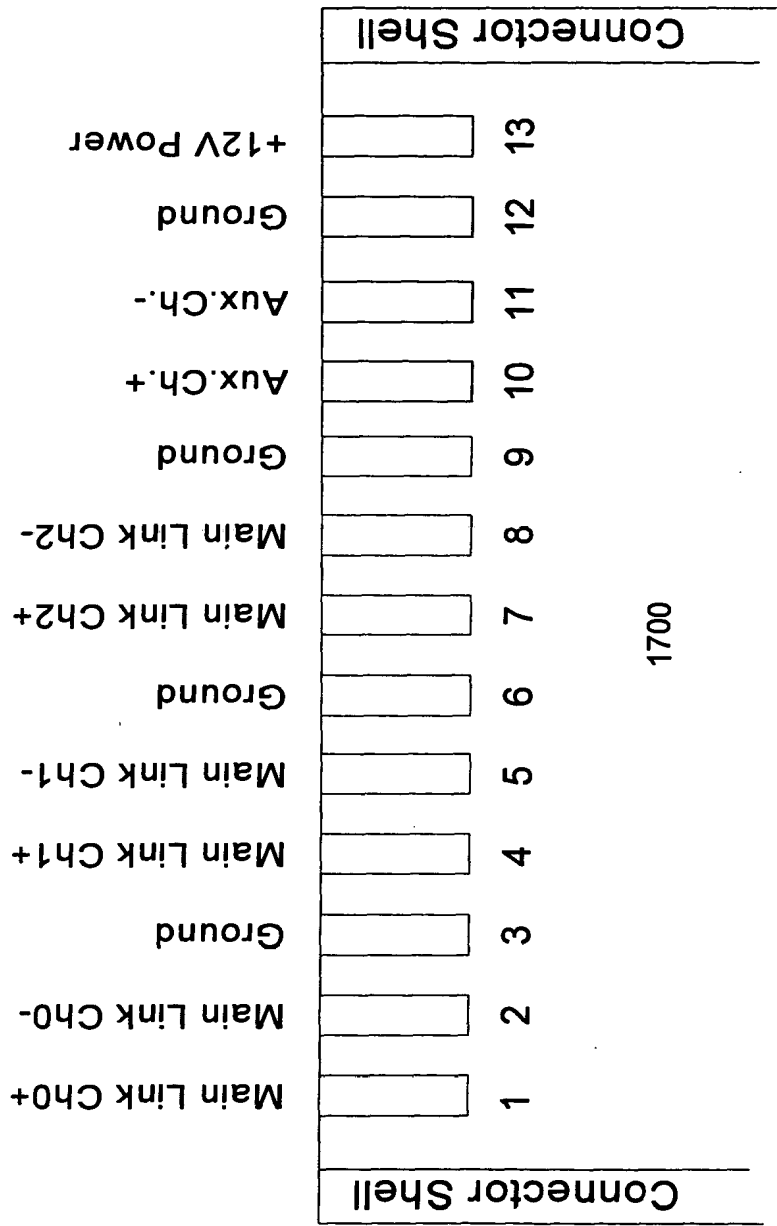 Connector Shell
+12V Power
13
Ground
12
Aux.Ch.-
11
Aux.Ch.+
10
Ground
9
Main Link Ch2-
8
Main Link Ch2+
7
Ground
6
Main Link Ch1-
5
Main Link Ch1+
4
Ground
3
Main Link Ch0-
2
Main Link Ch0+
1
Connector Shell
1700